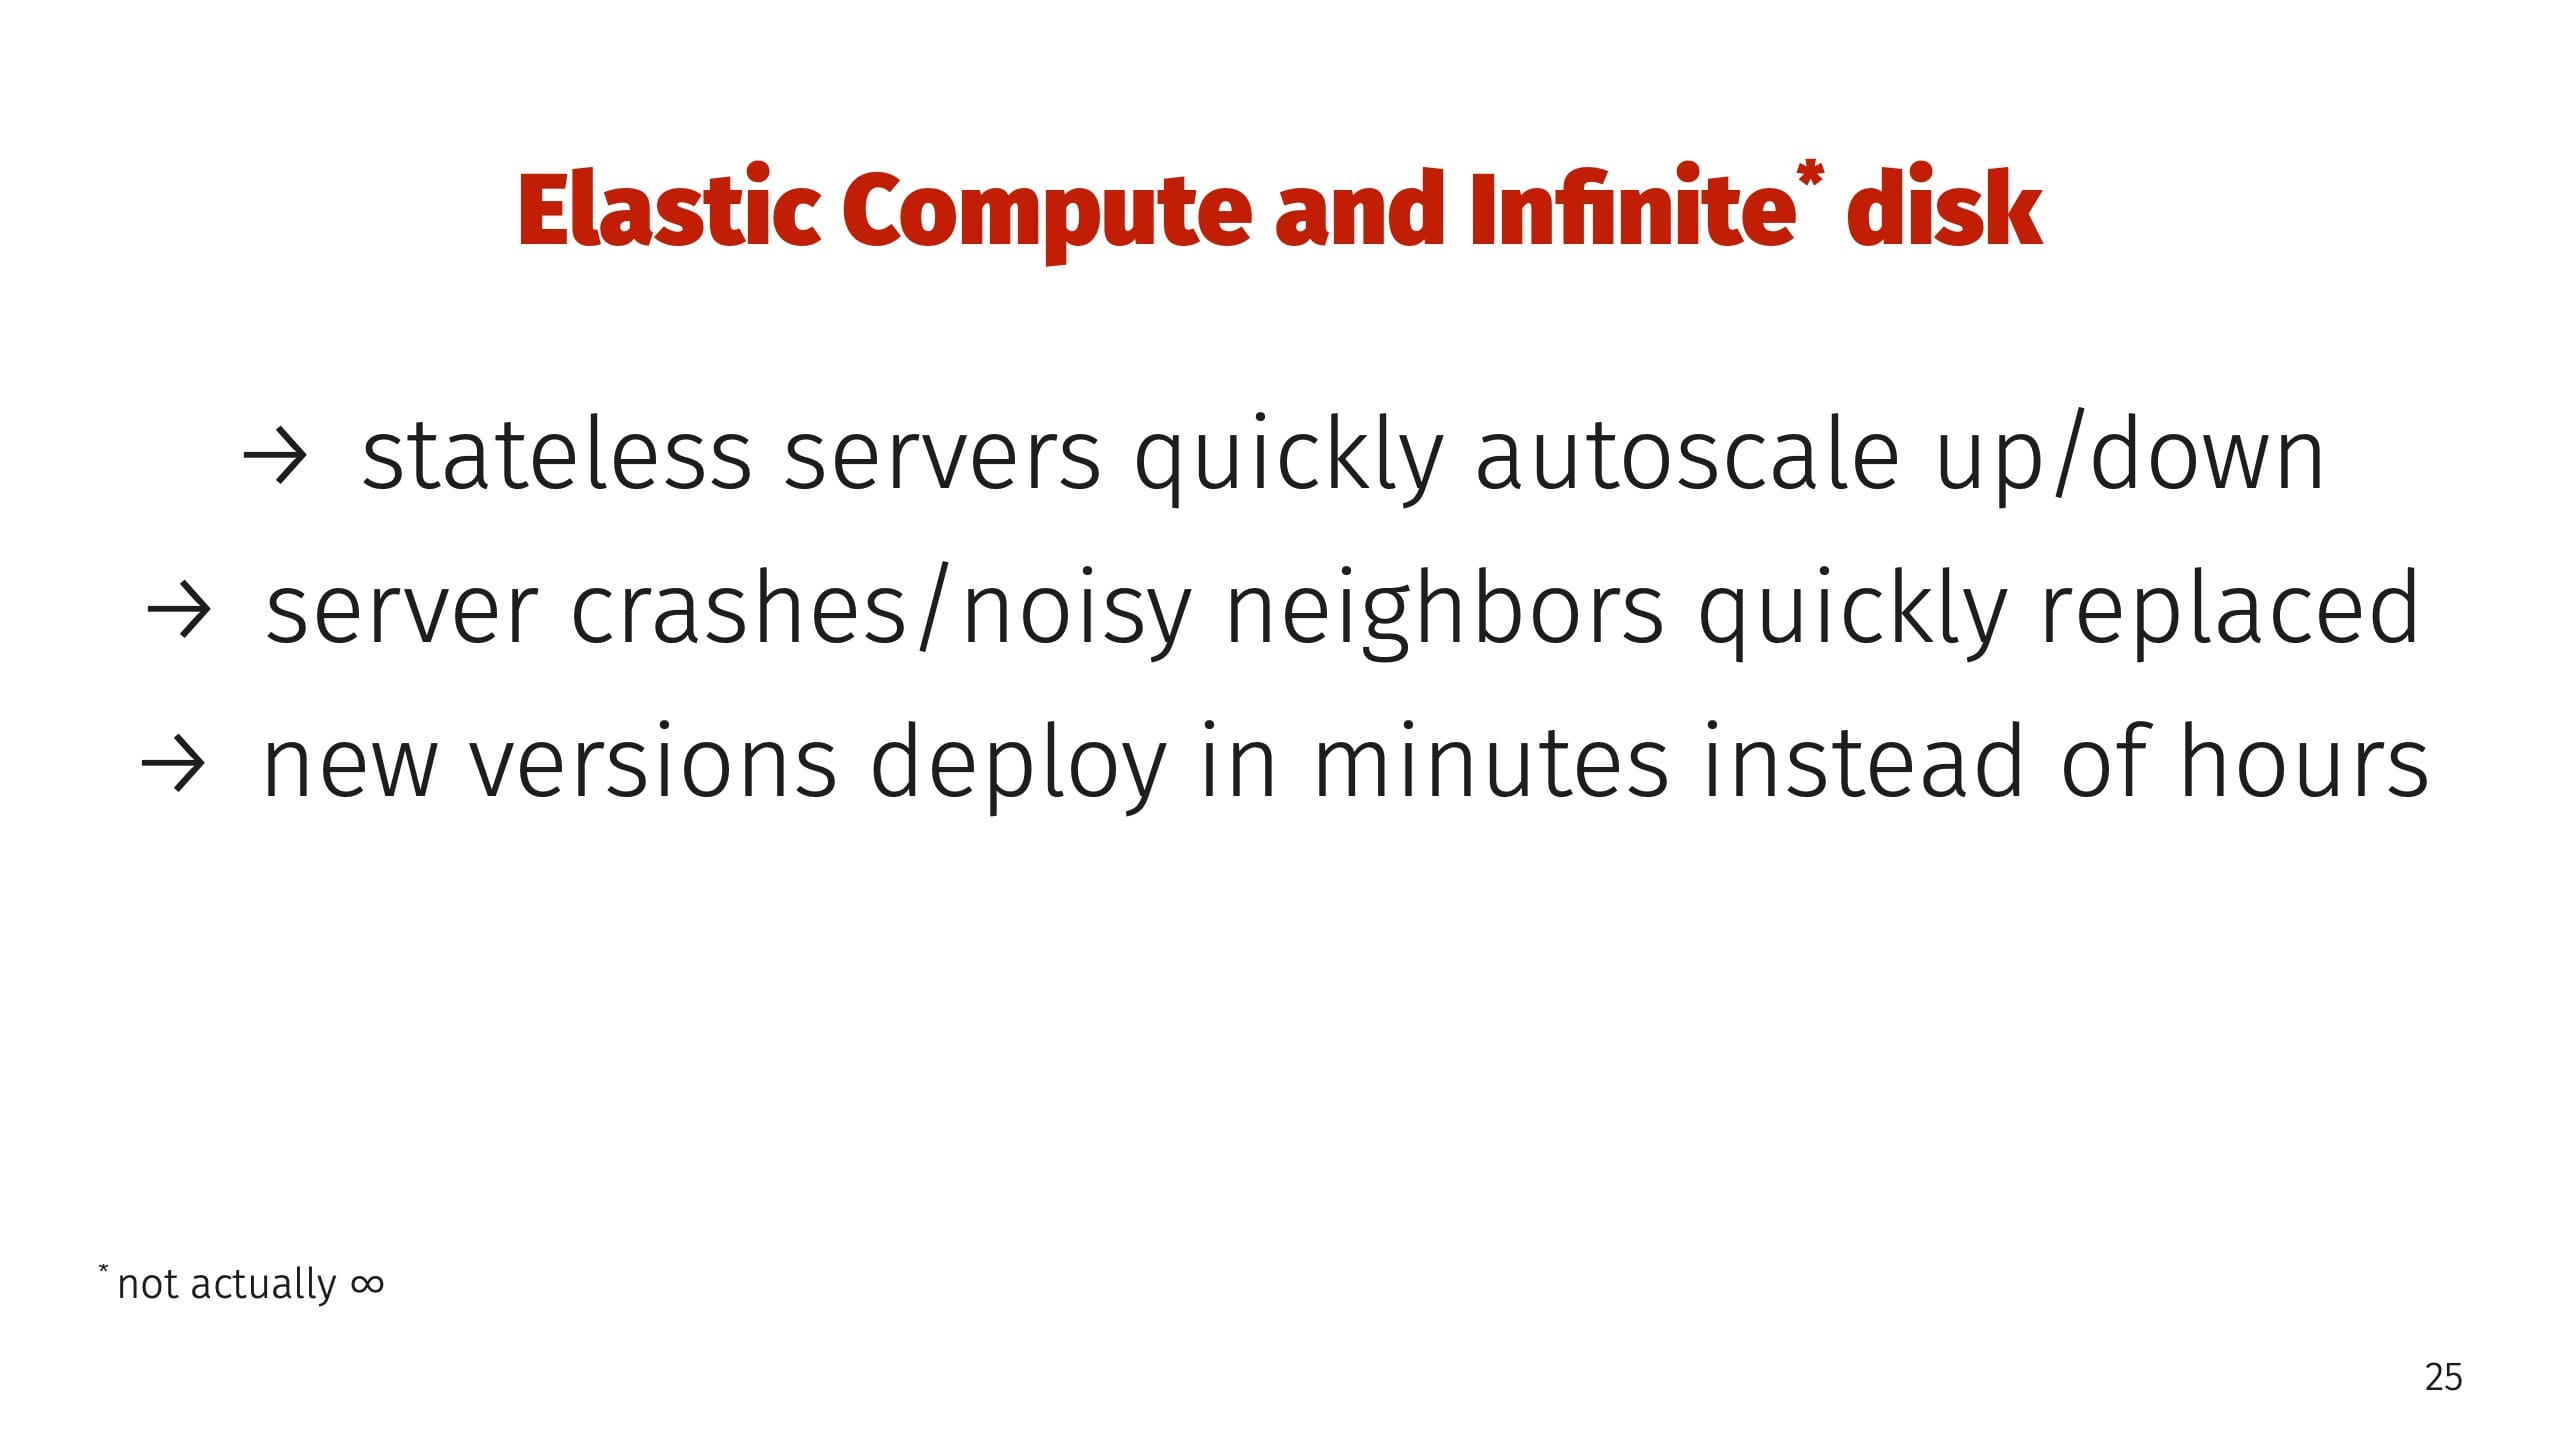 Elastic Compute and Infinite* disk
→ stateless servers quickly autoscale up/down
→ server crashes/noisy neighbors quickly replaced
→ new versions deploy in minutes instead of hours
* not actually ∞
25